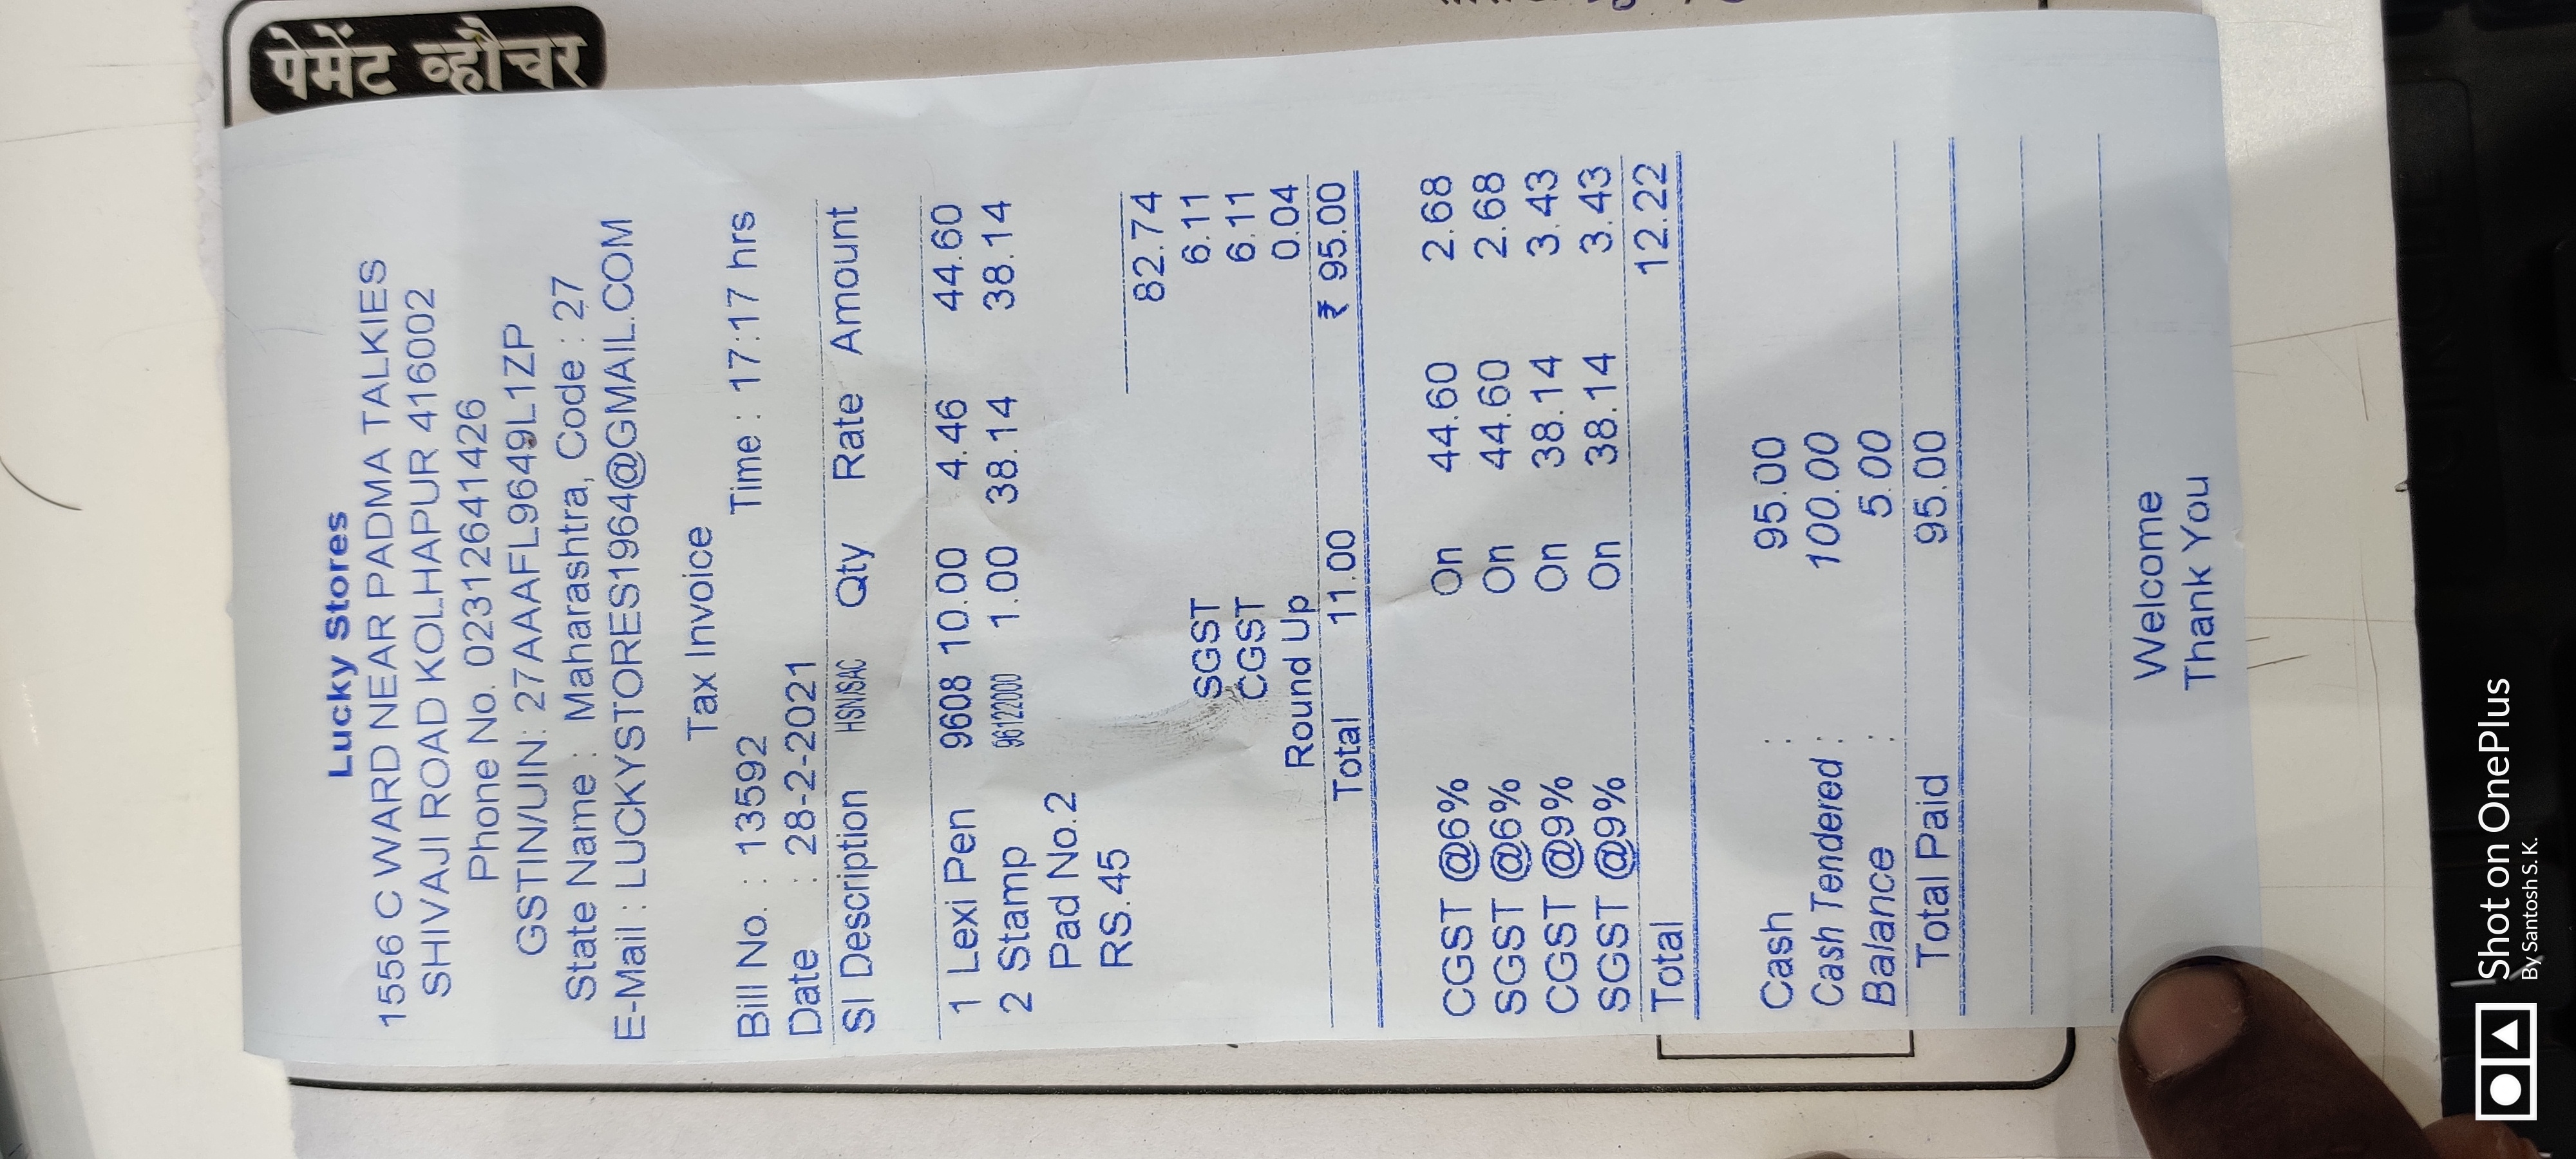 Lucky Stores
1556 C WARD NEAR PADMA TALKIES
SHIVAJI ROAD KOLHAPUR 416002
Phone No. 02312641426
GSTIN/UIN: 27AAAFL9649L1ZP
State Name : Maharashtra, Code : 27
E-Mail : LUCKYSTORES1964@GMAIL.COM
Tax Invoice
Bill No. : 13592 Time : 17:17 hrs
Date : 28-2-2021
Sl Description HSN/SAC Qty Rate Amount
1 Lexi Pen 9608 10.00 4.46 44.60
2 Stamp 96122000 1.00 38.14 38.14
Pad No.2
RS.45
82.74
SGST 6.11
CGST 6.11
Round Up 0.04
Total 11.00 ₹ 95.00
CGST @6% On 44.60 2.68
SGST @6% On 44.60 2.68
CGST @9% On 38.14 3.43
SGST @9% On 38.14 3.43
Total 12.22
Cash : 95.00
Cash Tendered : 100.00
Balance : 5.00
Total Paid 95.00
Welcome
Thank You
पेमेंट व्हौचर
Shot on OnePlus
By Santosh S. K.